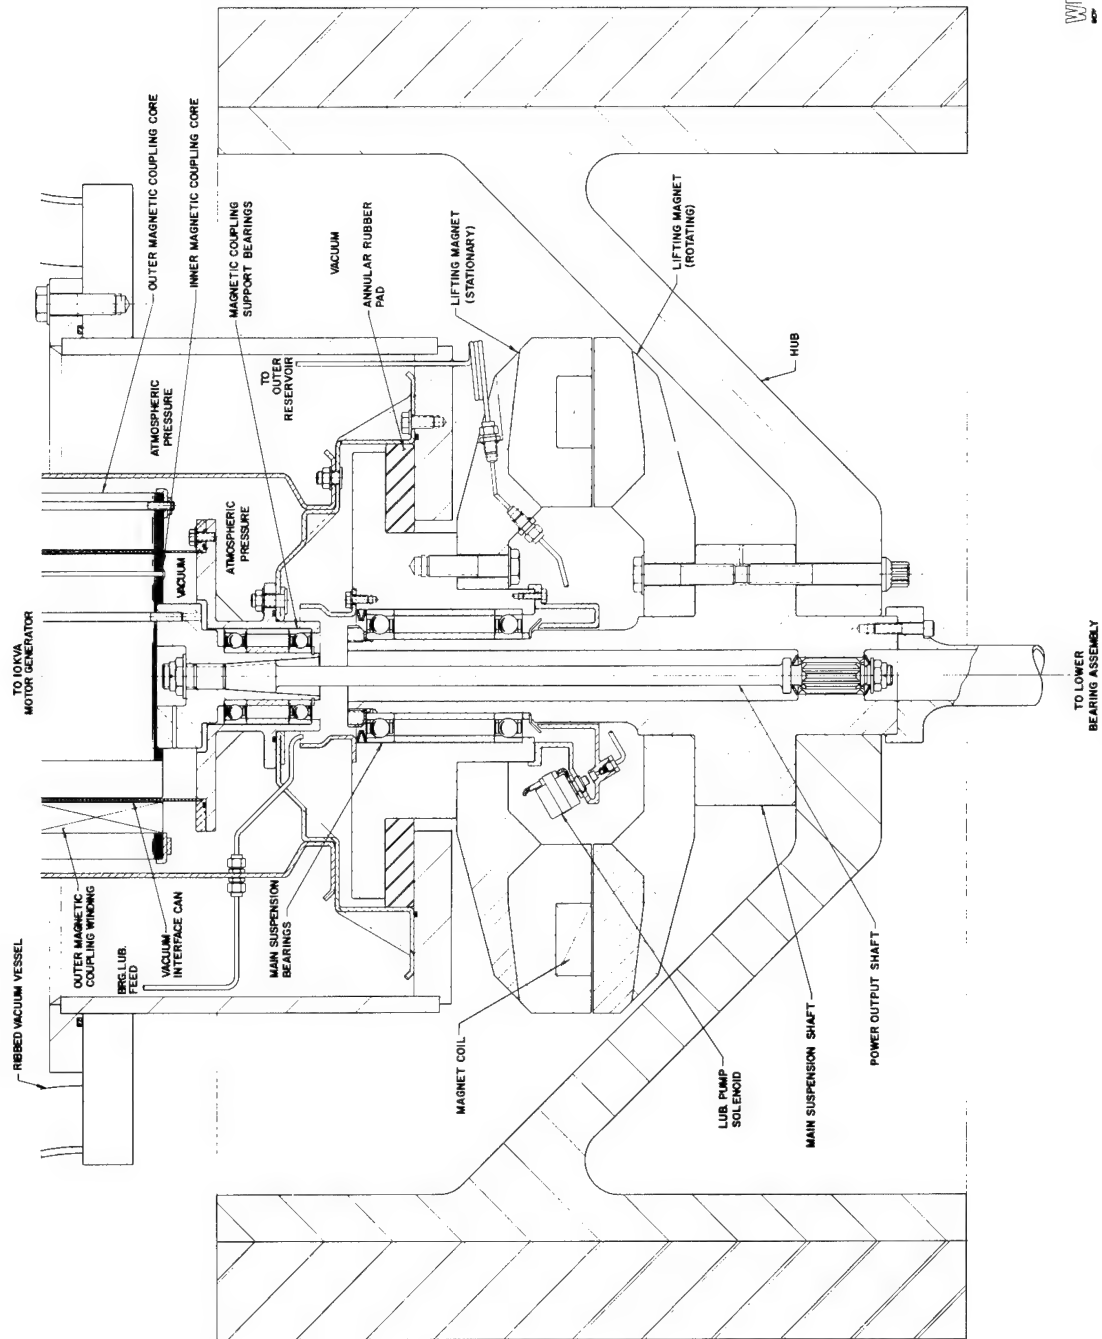 RIBBED VACUUM VESSEL
OUTER MAGNETIC
COUPLING WINDING
BRG. LUB.
FEED
VACUUM
INTERFACE CAN
MAIN SUSPENSION
BEARINGS
MAGNET COIL
LUB. PUMP
SOLENOID
MAIN SUSPENSION SHAFT
POWER OUTPUT SHAFT
TO 10KVA
MOTOR GENERATOR
VACUUM
ATMOSPHERIC
PRESSURE
ATMOSPHERIC
PRESSURE
OUTER MAGNETIC COUPLING CORE
INNER MAGNETIC COUPLING CORE
MAGNETIC COUPLING
SUPPORT BEARINGS
TO
OUTER
RESERVOIR
VACUUM
ANNULAR RUBBER
PAD
LIFTING MAGNET
(STATIONARY)
LIFTING MAGNET
(ROTATING)
HUB
TO LOWER
BEARING ASSEMBLY